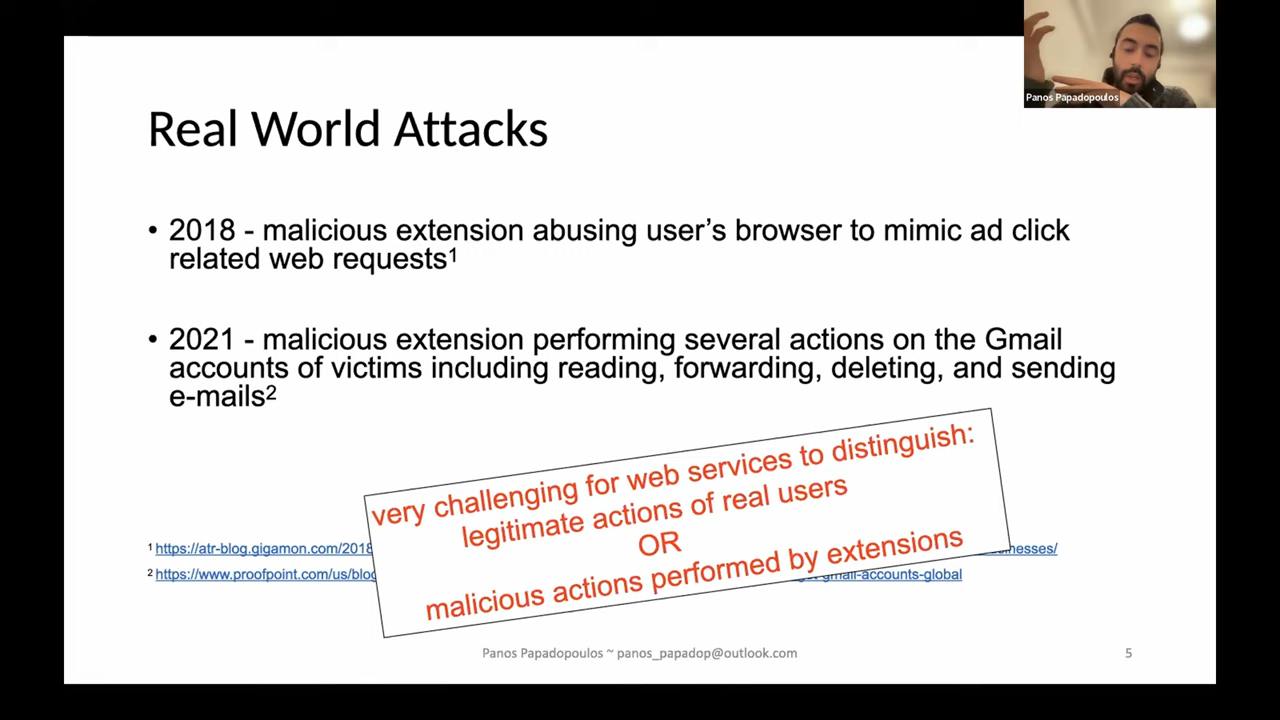 Panos Papadopoulos
Real World Attacks
• 2018 - malicious extension abusing user’s browser to mimic ad click
related web requests1
• 2021 - malicious extension performing several actions on the Gmail
accounts of victims including reading, forwarding, deleting, and sending
e-mails2
very challenging for web services to distinguish:
legitimate actions of real users
OR
malicious actions performed by extensions
1 https://atr-blog.gigamon.com/2018
2 https://www.proofpoint.com/us/blog gmail-accounts-global
Panos Papadopoulos ~ panos_papadop@outlook.com
5